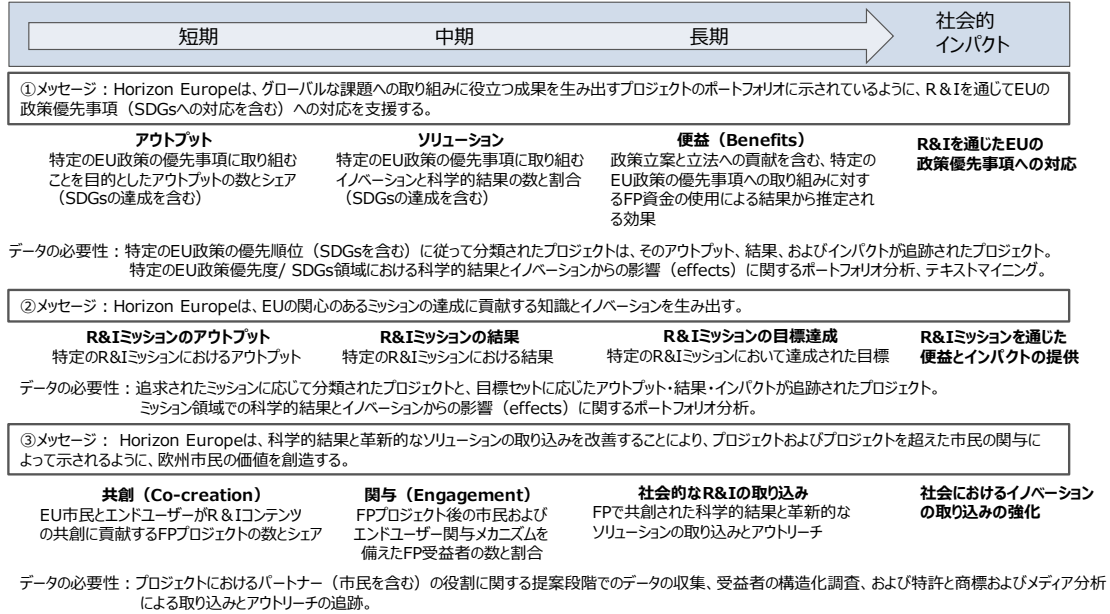 短期 中期 長期 社会的
インパクト
①メッセージ:Horizon Europeは、グローバルな課題への取り組みに役立つ成果を生み出すプロジェクトのポートフォリオに示されているように、R&Iを通じてEUの
政策優先事項(SDGsへの対応を含む)への対応を支援する。
アウトプット
特定のEU政策の優先事項に取り組む
ことを目的としたアウトプットの数とシェア
(SDGsの達成を含む)
ソリューション
特定のEU政策の優先事項に取り組む
イノベーションと科学的結果の数と割合
(SDGsの達成を含む)
便益(Benefits)
政策立案と立法への貢献を含む、特定の
EU政策の優先事項への取り組みに対す
るFP資金の使用による結果から推定され
る効果
R&Iを通じたEUの
政策優先事項への対応
データの必要性:特定のEU政策の優先順位(SDGsを含む)に従って分類されたプロジェクトは、そのアウトプット、結果、およびインパクトが追跡されたプロジェクト。
特定のEU政策優先度/ SDGs領域における科学的結果とイノベーションからの影響(effects)に関するポートフォリオ分析、テキストマイニング。
②メッセージ:Horizon Europeは、EUの関心のあるミッションの達成に貢献する知識とイノベーションを生み出す。
R&Iミッションのアウトプット
特定のR&Iミッションにおけるアウトプット
R&Iミッションの結果
特定のR&Iミッションにおける結果
R&Iミッションの目標達成
特定のR&Iミッションにおいて達成された目標
R&Iミッションを通じた
便益とインパクトの提供
データの必要性:追求されたミッションに応じて分類されたプロジェクトと、目標セットに応じたアウトプット・結果・インパクトが追跡されたプロジェクト。
ミッション領域での科学的結果とイノベーションからの影響(effects)に関するポートフォリオ分析。
③メッセージ: Horizon Europeは、科学的結果と革新的なソリューションの取り込みを改善することにより、プロジェクトおよびプロジェクトを超えた市民の関与に
よって示されるように、欧州市民の価値を創造する。
共創(Co-creation)
EU市民とエンドユーザーがR&Iコンテンツ
の共創に貢献するFPプロジェクトの数とシェア
関与(Engagement)
FPプロジェクト後の市民および
エンドユーザー関与メカニズムを
備えたFP受益者の数と割合
社会的なR&Iの取り込み
FPで共創された科学的結果と革新的な
ソリューションの取り込みとアウトリーチ
社会におけるイノベーション
の取り込みの強化
データの必要性:プロジェクトにおけるパートナー(市民を含む)の役割に関する提案段階でのデータの収集、受益者の構造化調査、および特許と商標およびメディア分析
による取り込みとアウトリーチの追跡。